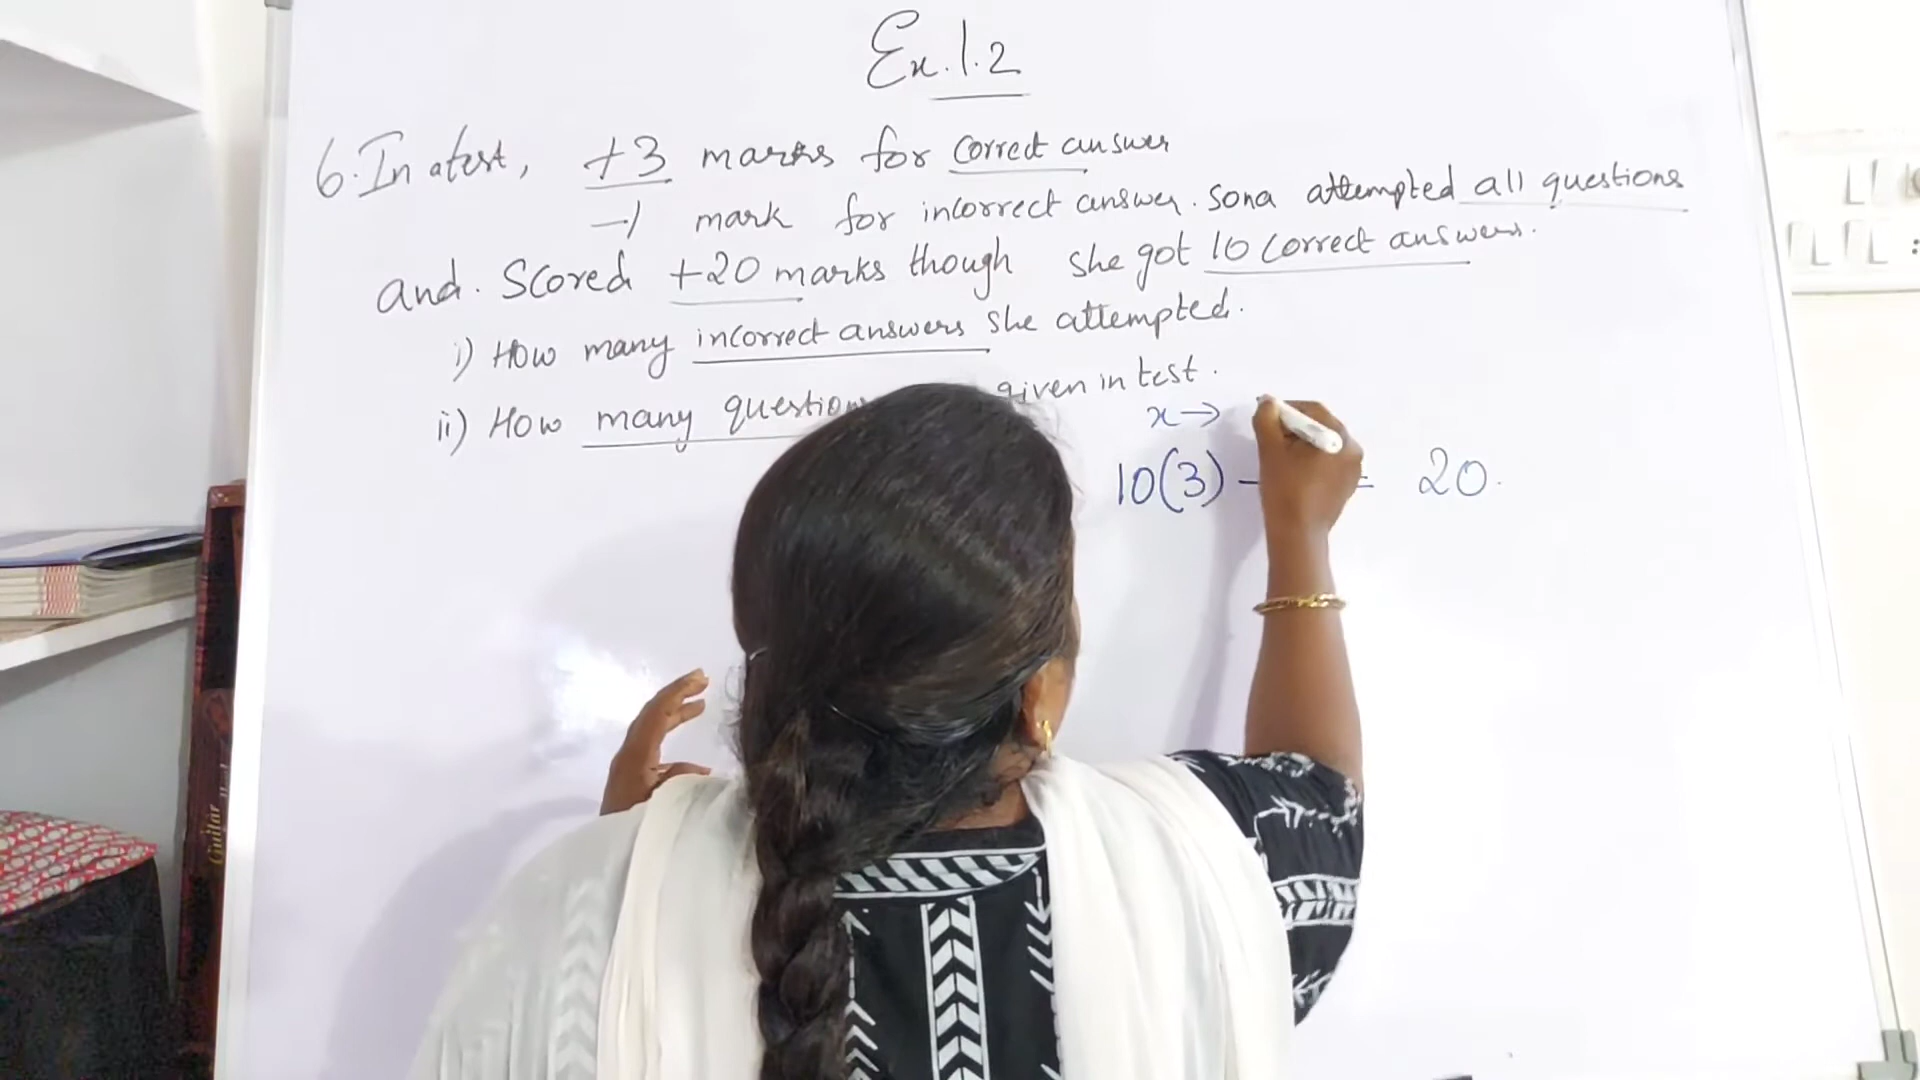 Ex.1.2
6. In a test, +3 marks for correct answer
-1 mark for incorrect answer. Sona attempted all questions
and. Scored +20 marks though she got 10 correct answers.
i) How many incorrect answers she attempted.
ii) How many question given in test.
x →
10(3) - = 20.
Guitar